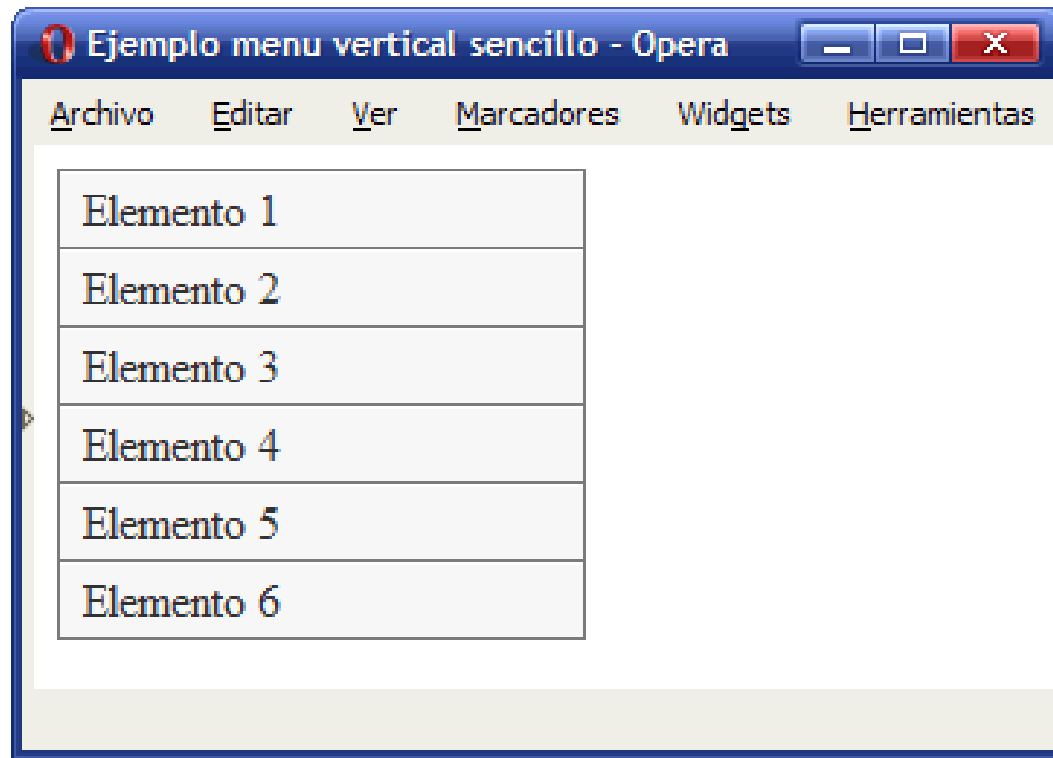 Ejemplo menu vertical sencillo - Opera
Archivo Editar Ver Marcadores Widgets Herramientas
Elemento 1
Elemento 2
Elemento 3
Elemento 4
Elemento 5
Elemento 6